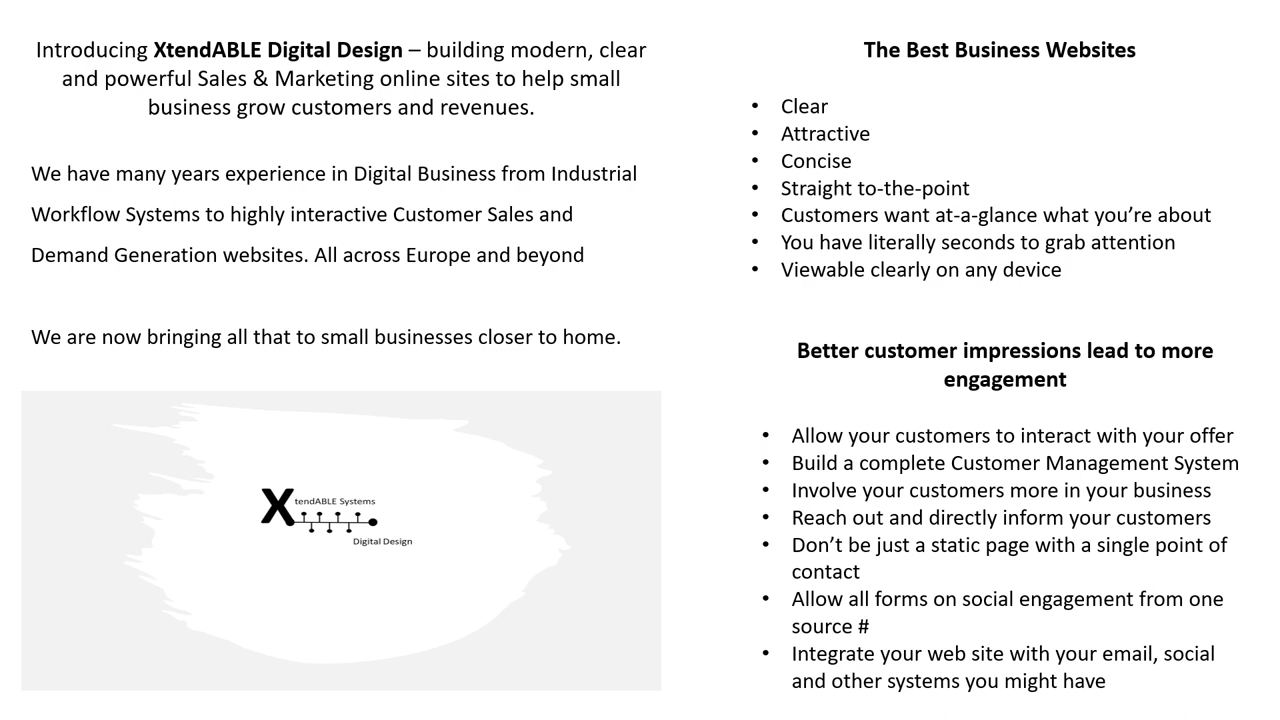 Introducing XtendABLE Digital Design – building modern, clear
and powerful Sales & Marketing online sites to help small
business grow customers and revenues.
We have many years experience in Digital Business from Industrial
Workflow Systems to highly interactive Customer Sales and
Demand Generation websites. All across Europe and beyond
We are now bringing all that to small businesses closer to home.
XtendABLE Systems
Digital Design
The Best Business Websites
• Clear
• Attractive
• Concise
• Straight to-the-point
• Customers want at-a-glance what you’re about
• You have literally seconds to grab attention
• Viewable clearly on any device
Better customer impressions lead to more
engagement
• Allow your customers to interact with your offer
• Build a complete Customer Management System
• Involve your customers more in your business
• Reach out and directly inform your customers
• Don’t be just a static page with a single point of
contact
• Allow all forms on social engagement from one
source #
• Integrate your web site with your email, social
and other systems you might have